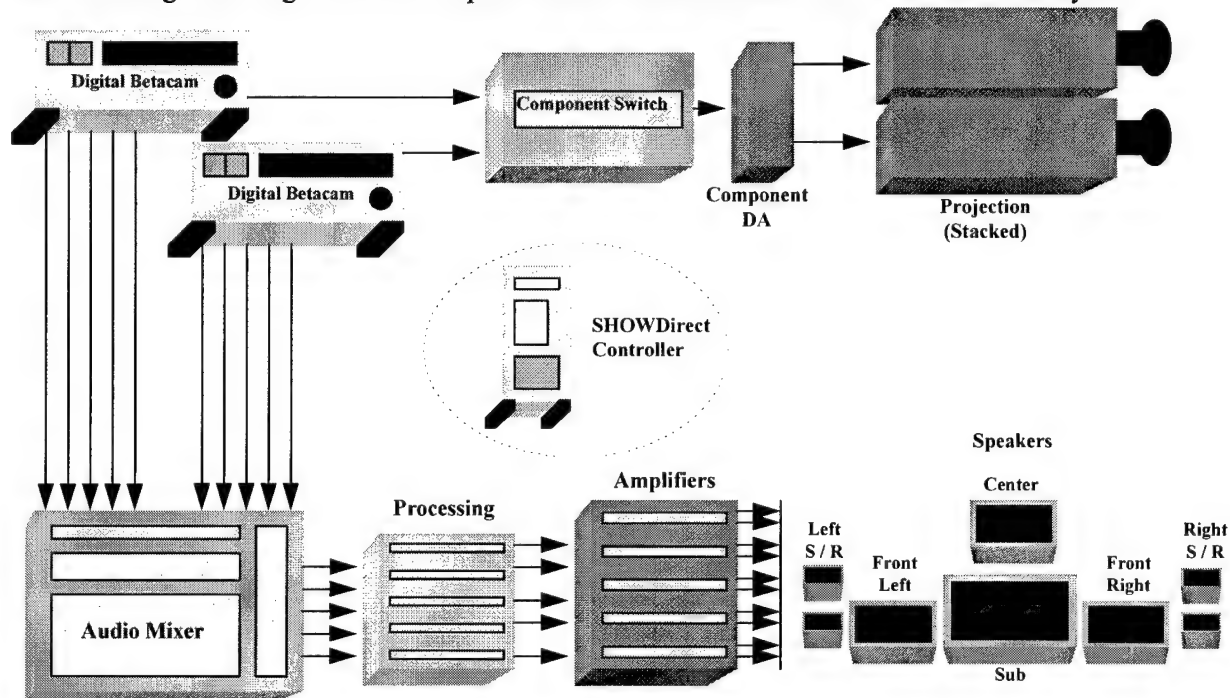 Digital Betacam
Component Switch
Digital Betacam
Component
DA
Projection
(Stacked)
SHOWDirect
Controller
Speakers
Center
Amplifiers
Processing
Left
S / R
Right
S / R
Front
Left
Front
Right
Audio Mixer
Sub